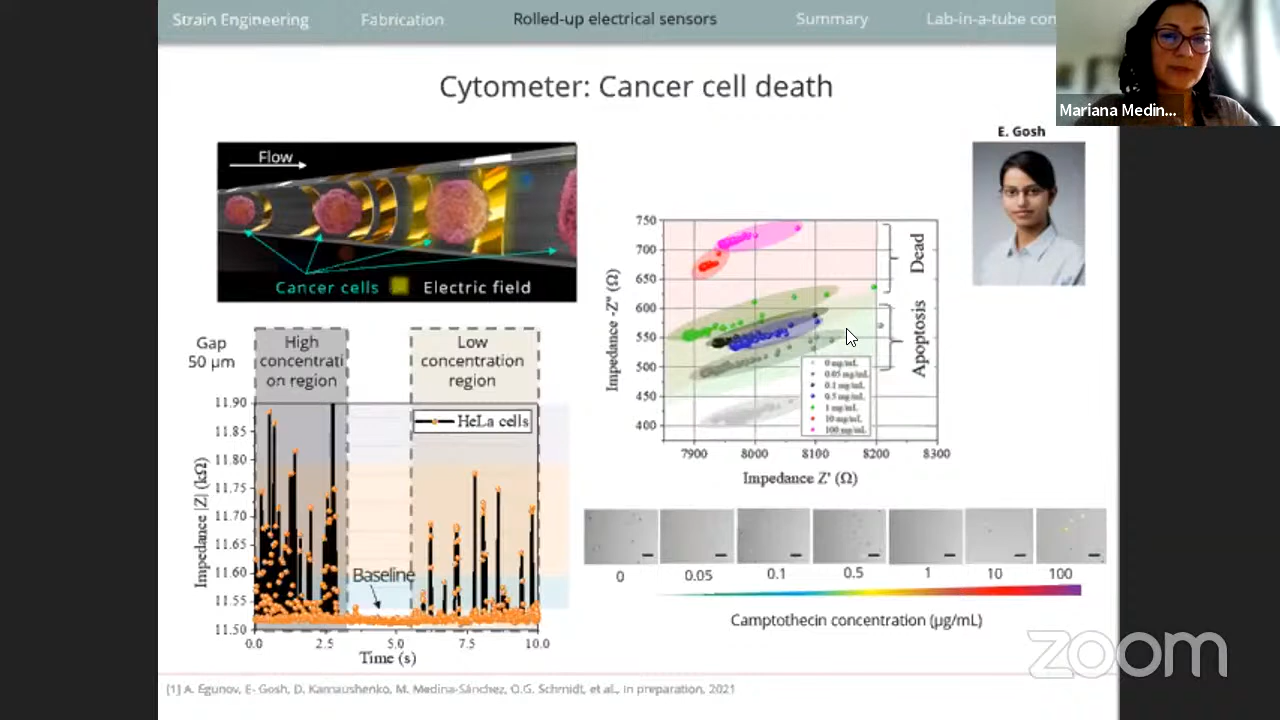 Strain Engineering
Fabrication
Rolled-up electrical sensors
Summary
Lab-in-a-tube con
Mariana Medin...
Cytometer: Cancer cell death
E. Gosh
Flow
Cancer cells
Electric field
Gap
50 µm
High
concentrati
on region
Low
concentration
region
HeLa cells
Baseline
11.90
11.85
11.80
11.75
11.70
11.65
11.60
11.55
11.50
Impedance |Z| (kΩ)
0.0 2.5 5.0 7.5 10.0
Time (s)
750
700
650
600
550
500
450
400
Impedance -Z" (Ω)
Dead
Apoptosis
0 mg/mL
0.05 mg/mL
0.1 mg/mL
0.5 mg/mL
1 mg/mL
10 mg/mL
100 mg/mL
7900 8000 8100 8200 8300
Impedance Z' (Ω)
0 0.05 0.1 0.5 1 10 100
Camptothecin concentration (µg/mL)
zoom
[1] A. Egunov, E- Gosh, D. Karnaushenko, M. Medina-Sánchez, O.G. Schmidt, et al., in preparation, 2021